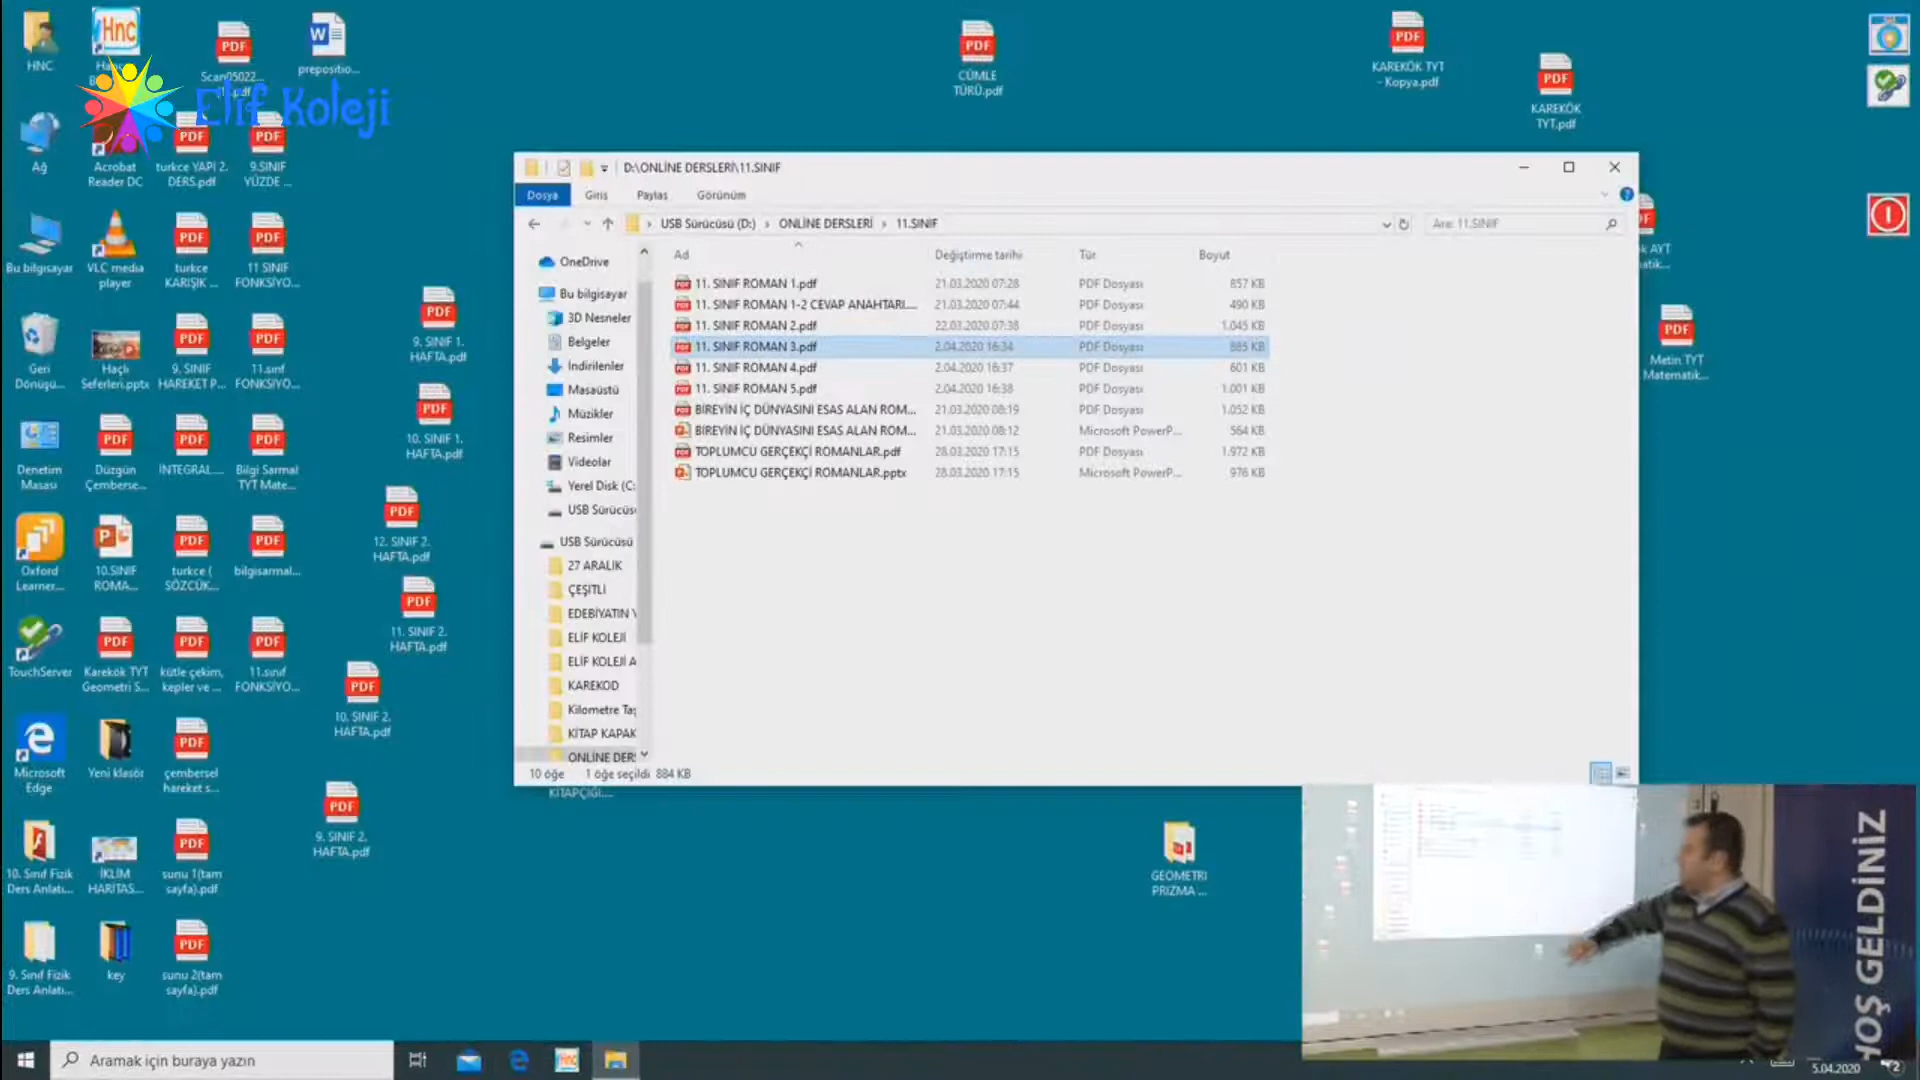 HNC
Hnc
PDF
Scan05022...
W
prepositio...
Elif Koleji
Ağ
Acrobat
Reader DC
turkce YAPI 2.
DERS.pdf
9.SINIF
YÜZDE ...
Bu bilgisayar
VLC media
player
turkce
KARIŞIK ...
11 SINIF
FONKSİYO...
Geri
Dönüşü...
Haçlı
Seferleri.pptx
9. SINIF
HAREKET P...
11.sınıf
FONKSİYO...
Denetim
Masası
Düzgün
Çemberse...
İNTEGRAL....
Bilgi Sarmal
TYT Mate...
Oxford
Learner...
10.SINIF
ROMA...
turkce (
SÖZCÜK...
bilgisarmal...
TouchServer
Karekök TYT
Geometri S...
kütle çekim,
kepler ve ...
11.sınıf
FONKSİYO...
Microsoft
Edge
Yeni klasör
çembersel
hareket s...
10. Sınıf Fizik
Ders Anlatı...
İKLİM
HARİTAS...
sunu 1(tam
sayfa).pdf
9. Sınıf Fizik
Ders Anlatı...
key
sunu 2(tam
sayfa).pdf
9. SINIF 1.
HAFTA.pdf
10. SINIF 1.
HAFTA.pdf
12. SINIF 2.
HAFTA.pdf
11. SINIF 2.
HAFTA.pdf
10. SINIF 2.
HAFTA.pdf
9. SINIF 2.
HAFTA.pdf
CÜMLE
TÜRÜ.pdf
KAREKÖK TYT
- Kopya.pdf
KAREKÖK
TYT.pdf
Metin TYT
Matematik...
GEOMETRI
PRIZMA ...
KİTAPÇIĞI....
D:\ONLİNE DERSLERİ\11.SINIF
Dosya Giriş Paylaş Görünüm
USB Sürücüsü (D:) › ONLİNE DERSLERİ › 11.SINIF
Ara: 11.SINIF
OneDrive
Bu bilgisayar
3D Nesneler
Belgeler
İndirilenler
Masaüstü
Müzikler
Resimler
Videolar
Yerel Disk (C:
USB Sürücüs
USB Sürücüsü
27 ARALIK
ÇEŞİTLİ
EDEBİYATIN Y
ELİF KOLEJİ
ELİF KOLEJİ A
KAREKOD
Kilometre Taş
KİTAP KAPAK
ONLİNE DERS
Ad Değiştirme tarihi Tür Boyut
11. SINIF ROMAN 1.pdf 21.03.2020 07:28 PDF Dosyası 857 KB
11. SINIF ROMAN 1-2 CEVAP ANAHTARI.... 21.03.2020 07:44 PDF Dosyası 490 KB
11. SINIF ROMAN 2.pdf 22.03.2020 07:38 PDF Dosyası 1.045 KB
11. SINIF ROMAN 3.pdf 2.04.2020 16:34 PDF Dosyası 885 KB
11. SINIF ROMAN 4.pdf 2.04.2020 16:37 PDF Dosyası 601 KB
11. SINIF ROMAN 5.pdf 2.04.2020 16:38 PDF Dosyası 1.001 KB
BİREYİN İÇ DÜNYASINI ESAS ALAN ROM... 21.03.2020 08:19 PDF Dosyası 1.052 KB
BİREYİN İÇ DÜNYASINI ESAS ALAN ROM... 21.03.2020 08:12 Microsoft PowerP... 564 KB
TOPLUMCU GERÇEKÇİ ROMANLAR.pdf 28.03.2020 17:15 PDF Dosyası 1.972 KB
TOPLUMCU GERÇEKÇİ ROMANLAR.pptx 28.03.2020 17:15 Microsoft PowerP... 976 KB
10 öğe 1 öğe seçildi 884 KB
HOŞ GELDİNİZ
Aramak için buraya yazın
5.04.2020